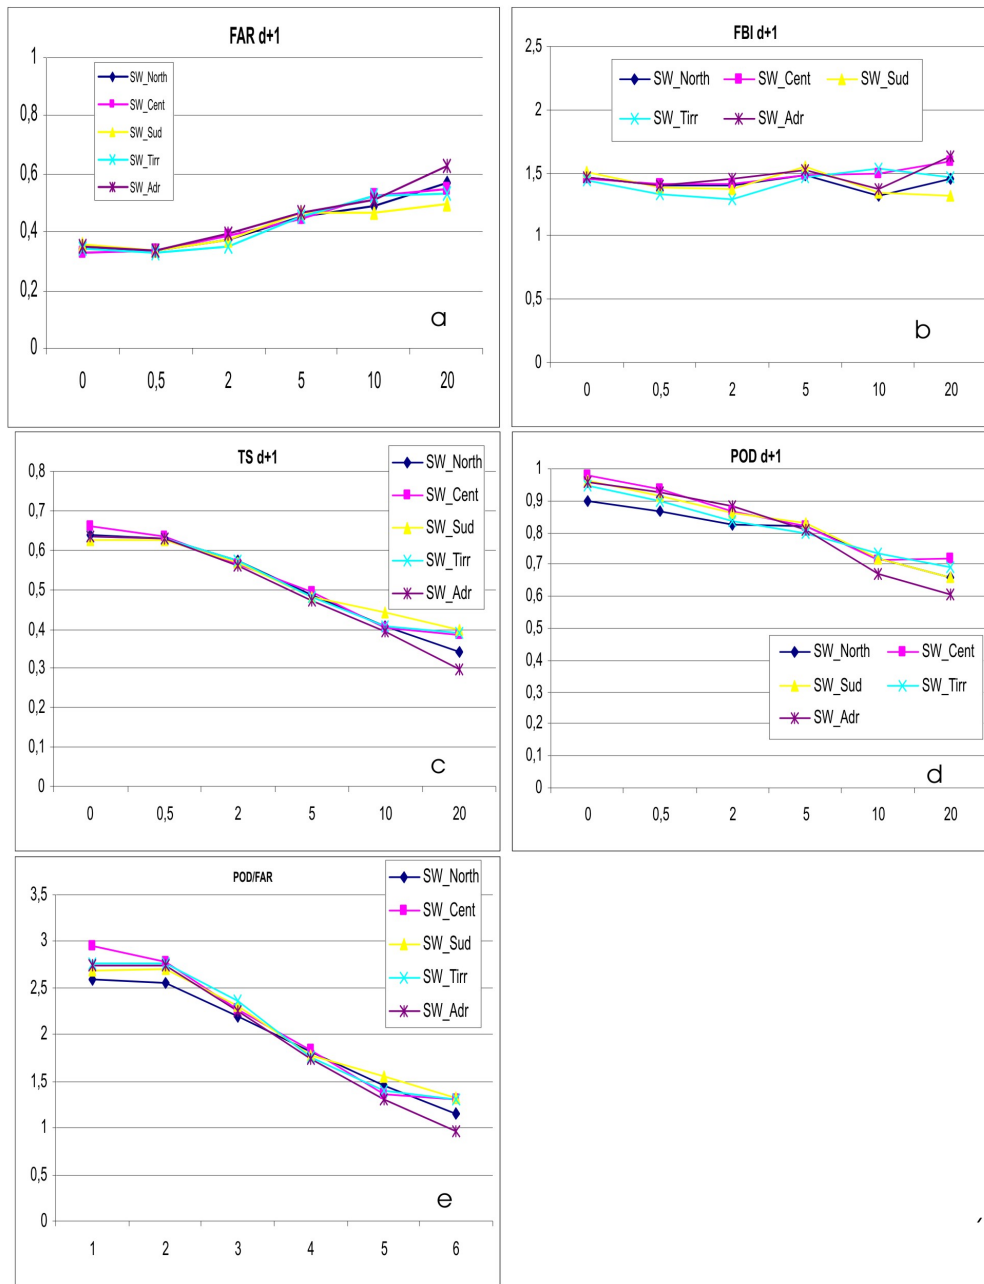 FAR d+1
1
0,8
0,6
0,4
0,2
0
SW_North
SW_Cent
SW_Sud
SW_Tirr
SW_Adr
a
0 0,5 2 5 10 20
FBI d+1
2,5
2
1,5
1
0,5
0
SW_North SW_Cent SW_Sud
SW_Tirr SW_Adr
b
0 0,5 2 5 10 20
TS d+1
0,8
0,7
0,6
0,5
0,4
0,3
0,2
0,1
0
SW_North
SW_Cent
SW_Sud
SW_Tirr
SW_Adr
c
0 0,5 2 5 10 20
POD d+1
1
0,9
0,8
0,7
0,6
0,5
0,4
0,3
0,2
0,1
0
SW_North SW_Cent
SW_Sud SW_Tirr
SW_Adr
d
0 0,5 2 5 10 20
POD/FAR
3,5
3
2,5
2
1,5
1
0,5
0
SW_North
SW_Cent
SW_Sud
SW_Tirr
SW_Adr
e
1 2 3 4 5 6